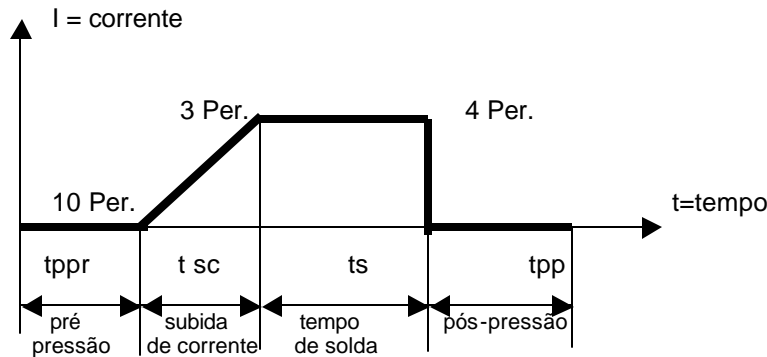 I = corrente
3 Per.
4 Per.
10 Per.
t=tempo
tppr
t sc
ts
tpp
pré
pressão
subida
de corrente
tempo
de solda
pós-pressão